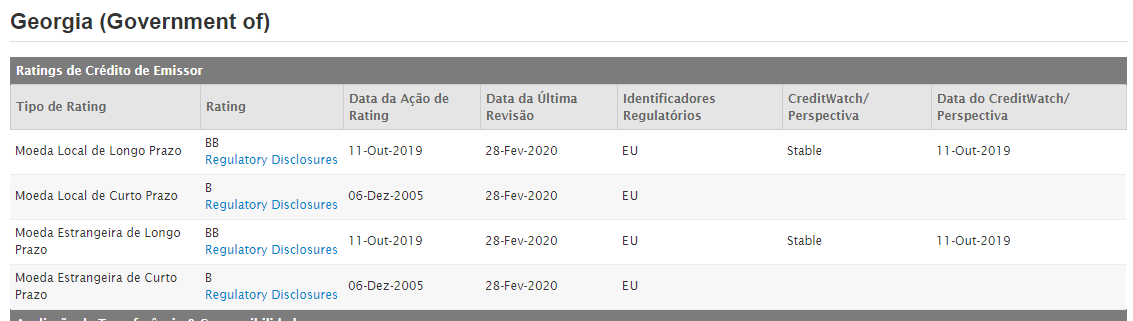 Georgia (Government of)
Ratings de Crédito de Emissor
Tipo de Rating Rating Data da Ação de Rating Data da Última Revisão Identificadores Regulatórios CreditWatch/ Perspectiva Data do CreditWatch/ Perspectiva
Moeda Local de Longo Prazo BB Regulatory Disclosures 11-Out-2019 28-Fev-2020 EU Stable 11-Out-2019
Moeda Local de Curto Prazo B Regulatory Disclosures 06-Dez-2005 28-Fev-2020 EU
Moeda Estrangeira de Longo Prazo BB Regulatory Disclosures 11-Out-2019 28-Fev-2020 EU Stable 11-Out-2019
Moeda Estrangeira de Curto Prazo B Regulatory Disclosures 06-Dez-2005 28-Fev-2020 EU